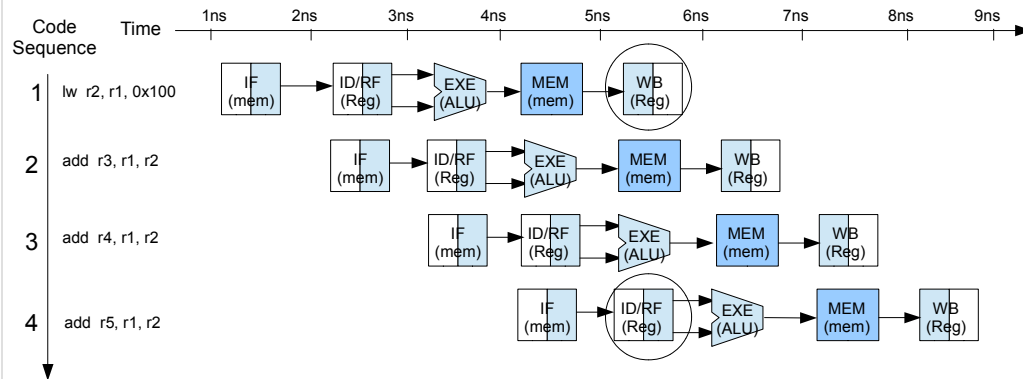 1ns 2ns 3ns 4ns 5ns 6ns 7ns 8ns 9ns
Code
Sequence
Time
1 lw r2, r1, 0x100
IF
(mem)
ID/RF
(Reg)
EXE
(ALU)
MEM
(mem)
WB
(Reg)
2 add r3, r1, r2
IF
(mem)
ID/RF
(Reg)
EXE
(ALU)
MEM
(mem)
WB
(Reg)
3 add r4, r1, r2
IF
(mem)
ID/RF
(Reg)
EXE
(ALU)
MEM
(mem)
WB
(Reg)
4 add r5, r1, r2
IF
(mem)
ID/RF
(Reg)
EXE
(ALU)
MEM
(mem)
WB
(Reg)